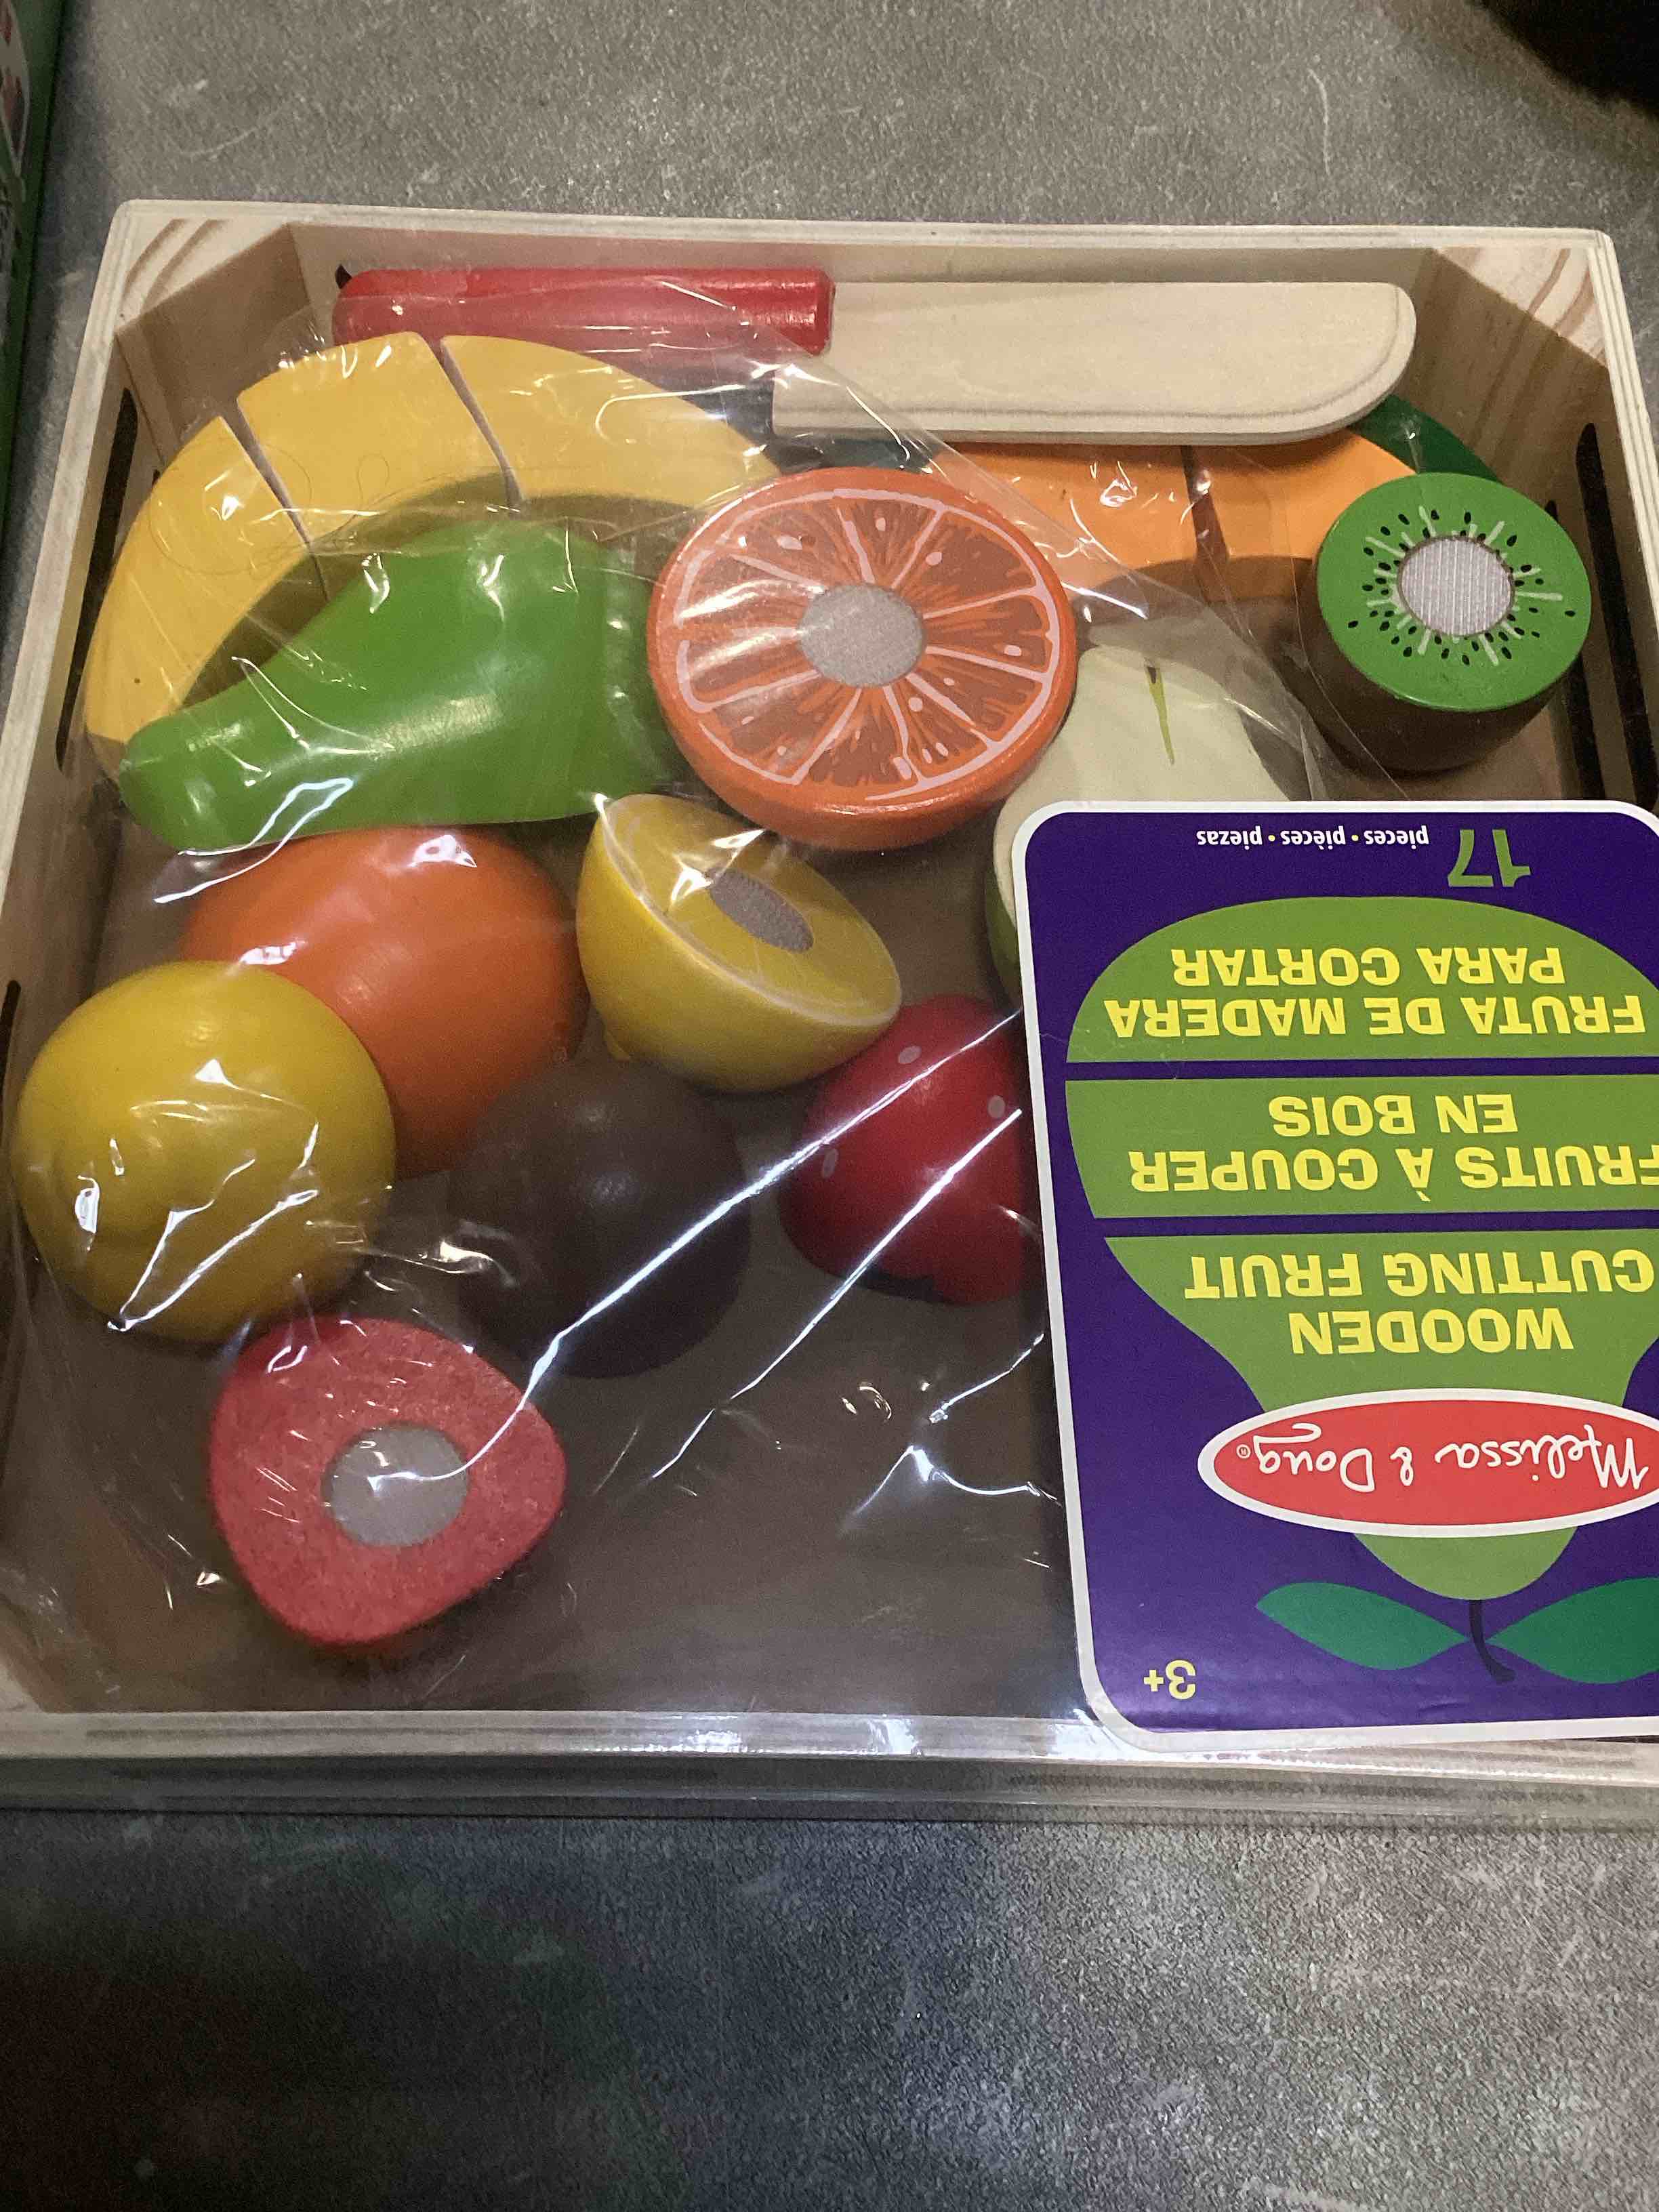 3+
Melissa & Doug®
WOODEN
CUTTING FRUIT
FRUITS À COUPER
EN BOIS
FRUTA DE MADERA
PARA CORTAR
17
pieces • pièces • piezas